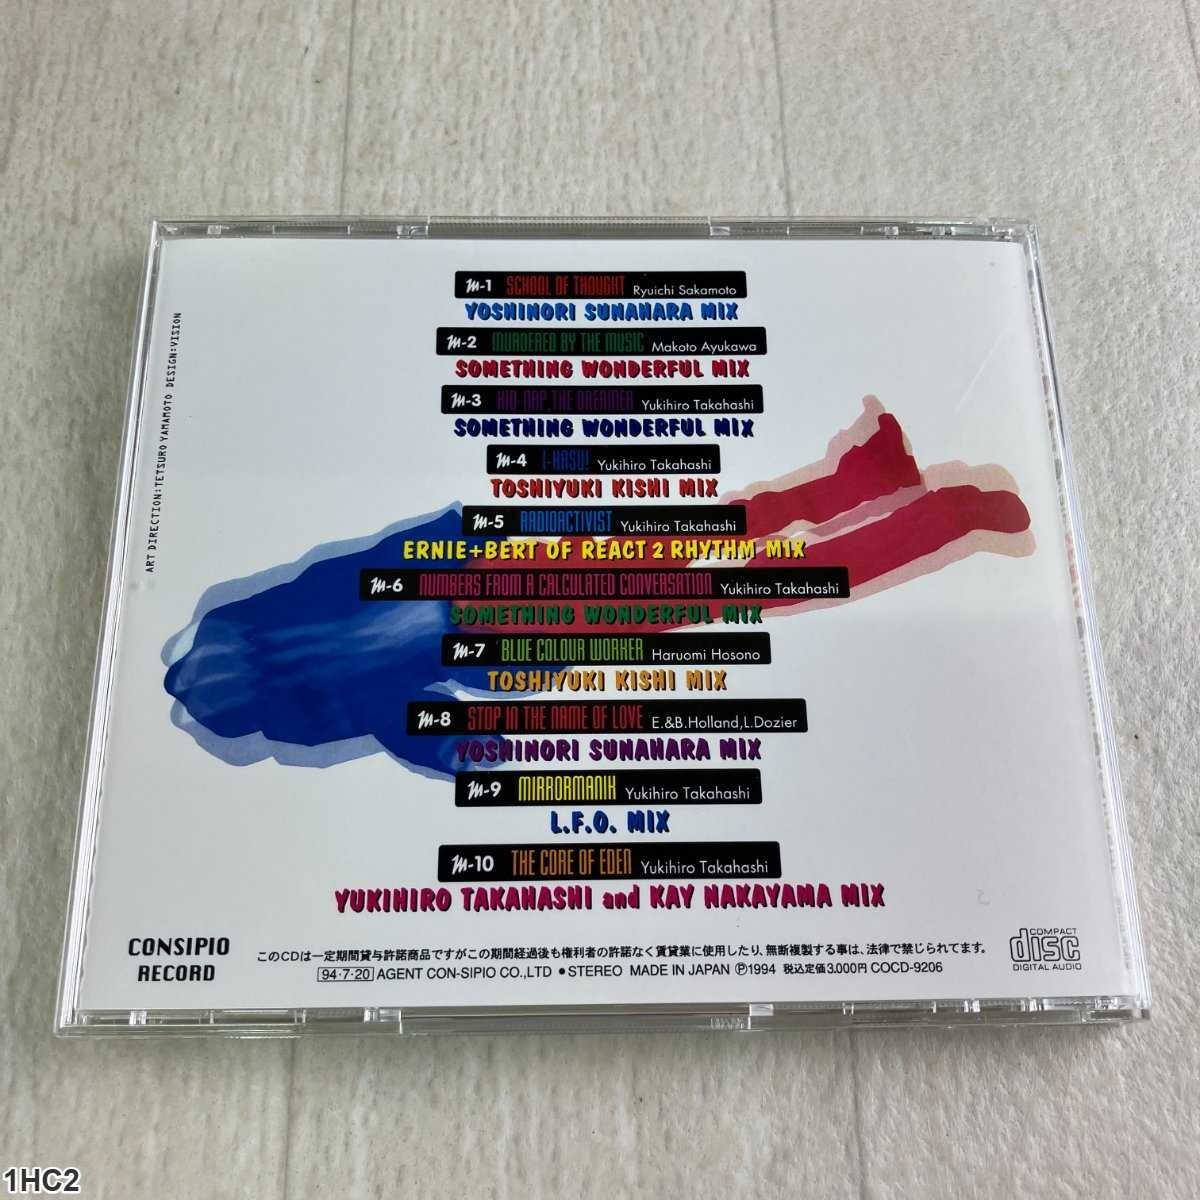 ART DIRECTION:TETSURO YAMAMOTO DESIGN:VISION
M-1 SCHOOL OF THOUGHT Ryuichi Sakamoto
YOSHINORI SUNAHARA MIX
M-2 MURDERED BY THE MUSIC Makoto Ayukawa
SOMETHING WONDERFUL MIX
M-3 KID-NAP, THE DREAMER Yukihiro Takahashi
SOMETHING WONDERFUL MIX
M-4 I-KASU! Yukihiro Takahashi
TOSHIYUKI KISHI MIX
M-5 RADIOACTIVIST Yukihiro Takahashi
ERNIE+BERT OF REACT 2 RHYTHM MIX
M-6 NUMBERS FROM A CALCULATED CONVERSATION Yukihiro Takahashi
SOMETHING WONDERFUL MIX
M-7 BLUE COLOUR WORKER Haruomi Hosono
TOSHIYUKI KISHI MIX
M-8 STOP IN THE NAME OF LOVE E.&B.Holland,L.Dozier
YOSHINORI SUNAHARA MIX
M-9 MIRRORMANIX Yukihiro Takahashi
L.F.O. MIX
M-10 THE CORE OF EDEN Yukihiro Takahashi
YUKIHIRO TAKAHASHI and KAY NAKAYAMA MIX
CONSIPIO
RECORD
このCDは一定期間貸与許諾商品ですがこの期間経過後も権利者の許諾なく賃貸業に使用したり、無断複製する事は、法律で禁じられてます。
94・7・20 AGENT CON-SIPIO CO.,LTD ●STEREO MADE IN JAPAN Ⓟ1994 税込定価3,000円 COCD-9206
COMPACT
disc
DIGITAL AUDIO
1HC2